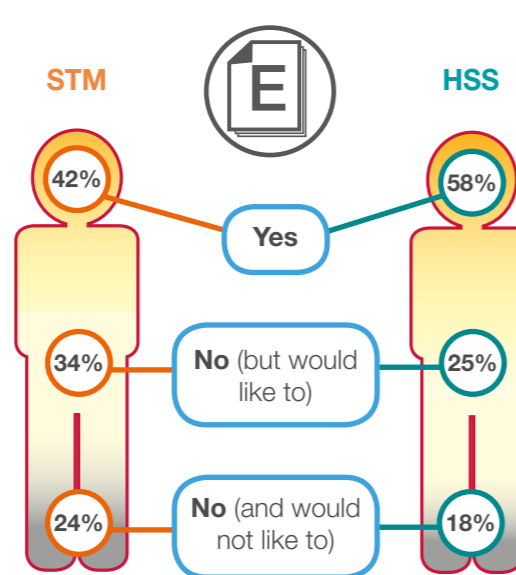 STM
E
HSS
42%
58%
Yes
34%
No (but would
like to)
25%
24%
No (and would
not like to)
18%